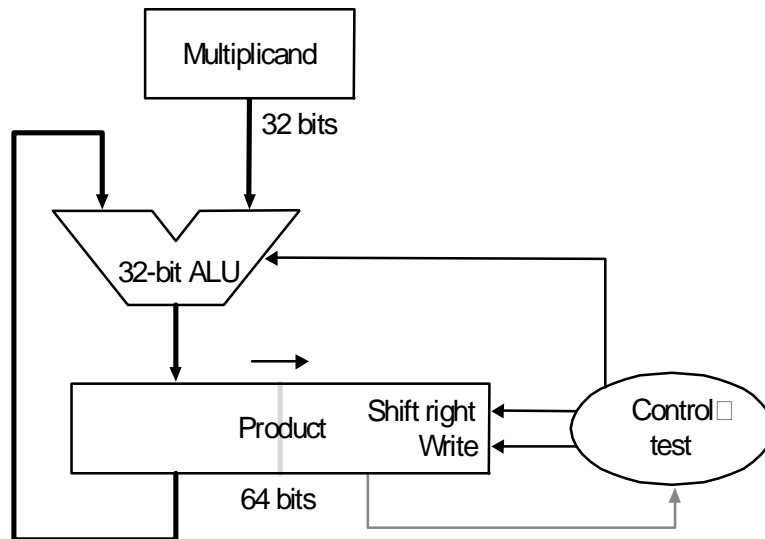 Multiplicand
32 bits
32-bit ALU
Shift right
Product
Write
Control
test
64 bits